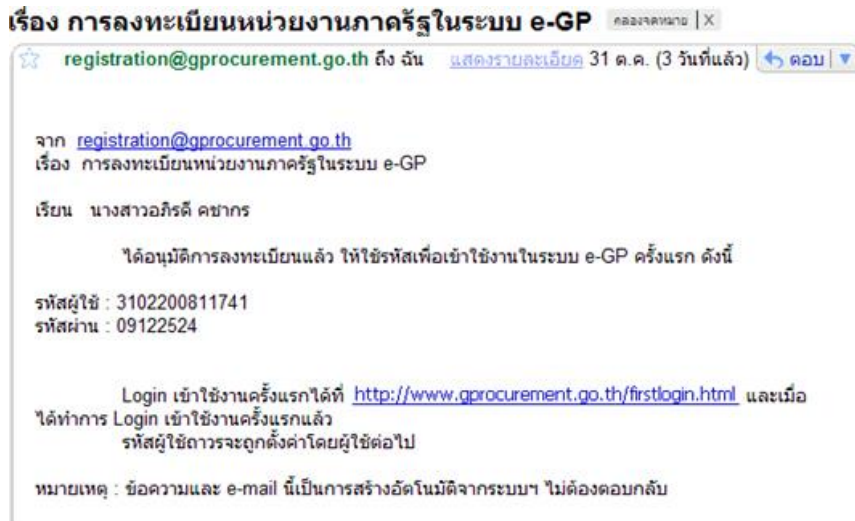 เรื่อง การลงทะเบียนหน่วยงานภาครัฐในระบบ e-GP กล่องจดหมาย | X
registration@gprocurement.go.th ถึง ฉัน แสดงรายละเอียด 31 ต.ค. (3 วันที่แล้ว) ตอบ
จาก registration@gprocurement.go.th
เรื่อง การลงทะเบียนหน่วยงานภาครัฐในระบบ e-GP
เรียน นางสาวอภิรดี คชากร
ได้อนุมัติการลงทะเบียนแล้ว ให้ใช้รหัสเพื่อเข้าใช้งานในระบบ e-GP ครั้งแรก ดังนี้
รหัสผู้ใช้ : 3102200811741
รหัสผ่าน : 09122524
Login เข้าใช้งานครั้งแรกได้ที่ http://www.gprocurement.go.th/firstlogin.html และเมื่อ
ได้ทำการ Login เข้าใช้งานครั้งแรกแล้ว
รหัสผู้ใช้ถาวรจะถูกตั้งค่าโดยผู้ใช้ต่อไป
หมายเหตุ : ข้อความและ e-mail นี้เป็นการสร้างอัตโนมัติจากระบบฯ ไม่ต้องตอบกลับ